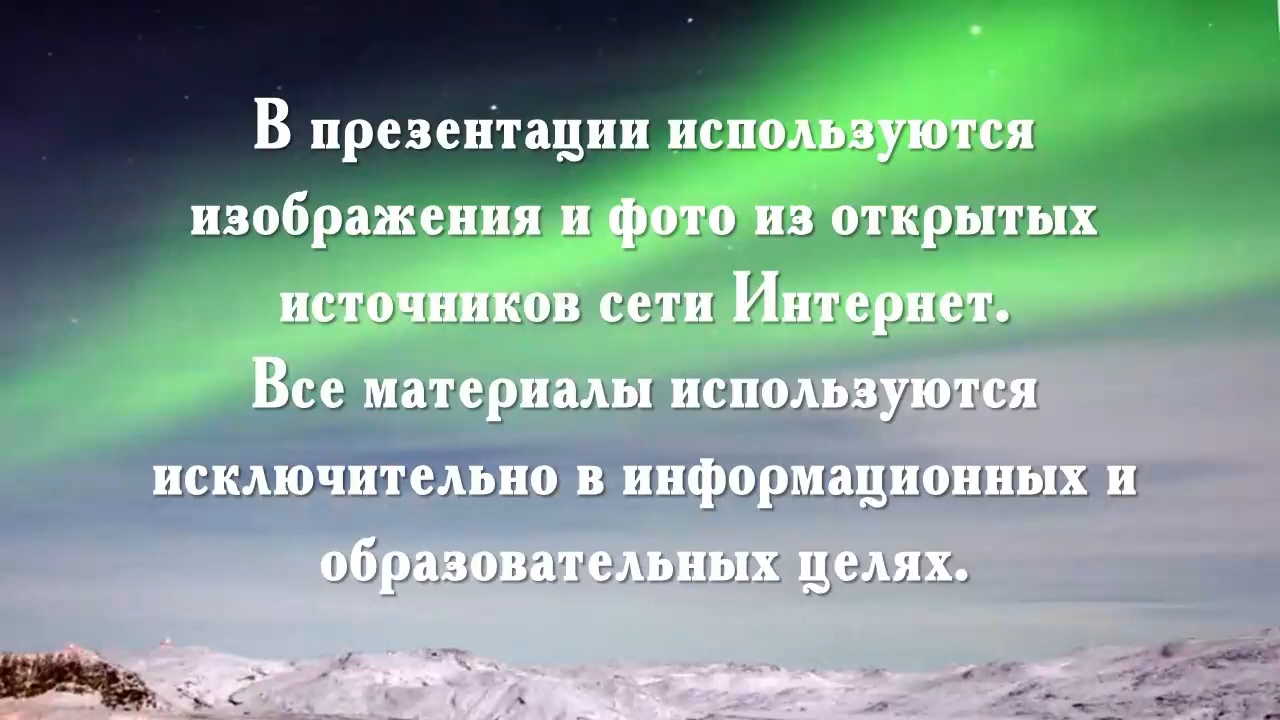 В презентации используются
изображения и фото из открытых
источников сети Интернет.
Все материалы используются
исключительно в информационных и
образовательных целях.